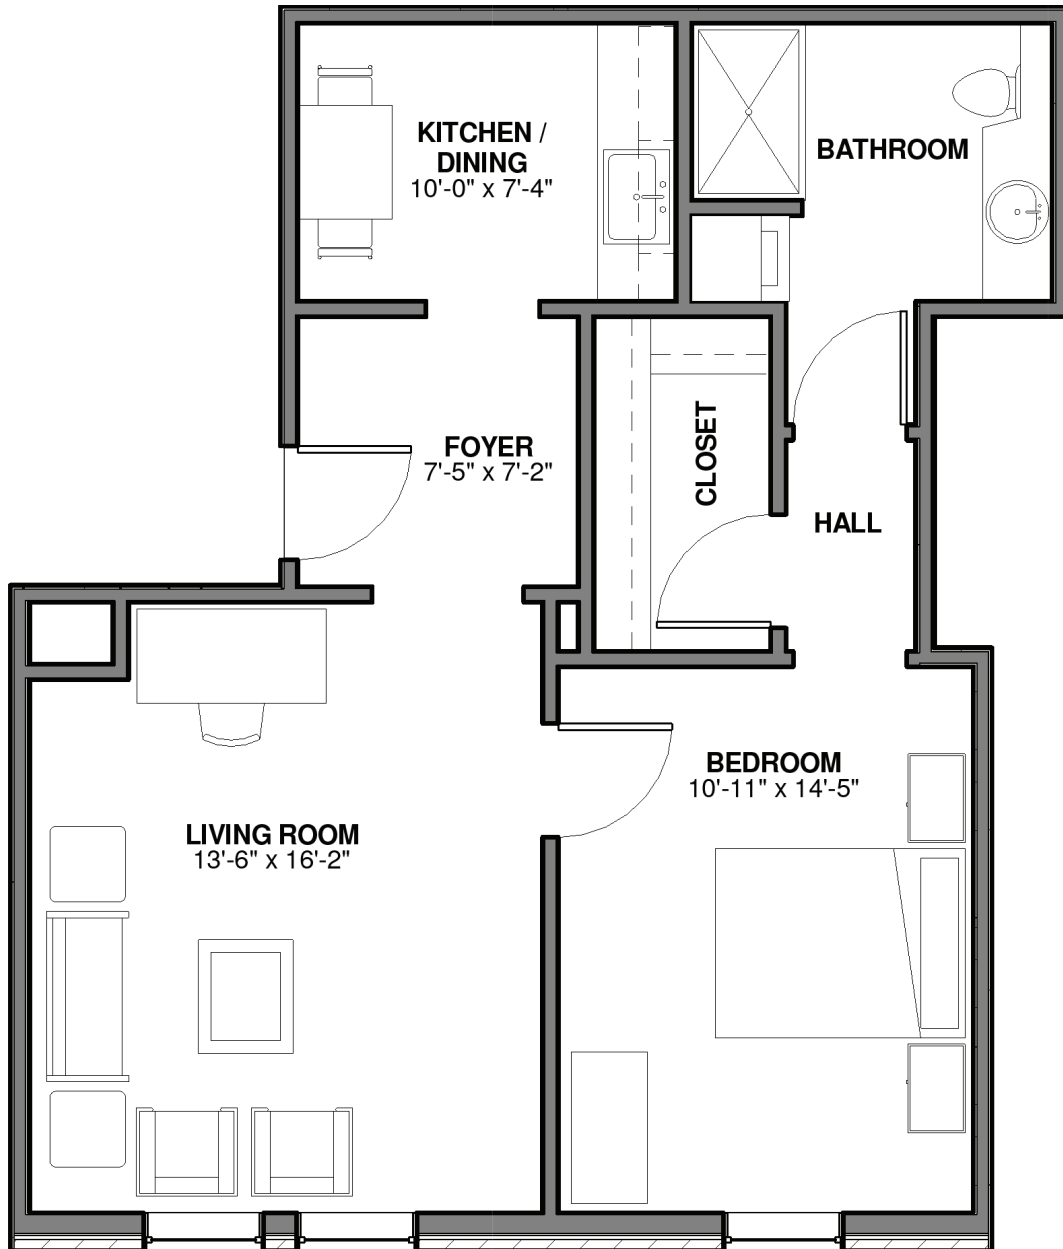 KITCHEN /
DINING
10'-0" x 7'-4"
BATHROOM
FOYER
7'-5" x 7'-2"
CLOSET
HALL
BEDROOM
10'-11" x 14'-5"
LIVING ROOM
13'-6" x 16'-2"